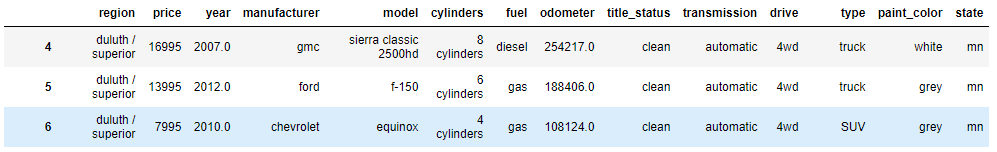 region price year manufacturer model cylinders fuel odometer title_status transmission drive type paint_color state
4 duluth / superior 16995 2007.0 gmc sierra classic 2500hd 8 cylinders diesel 254217.0 clean automatic 4wd truck white mn
5 duluth / superior 13995 2012.0 ford f-150 6 cylinders gas 188406.0 clean automatic 4wd truck grey mn
6 duluth / superior 7995 2010.0 chevrolet equinox 4 cylinders gas 108124.0 clean automatic 4wd SUV grey mn